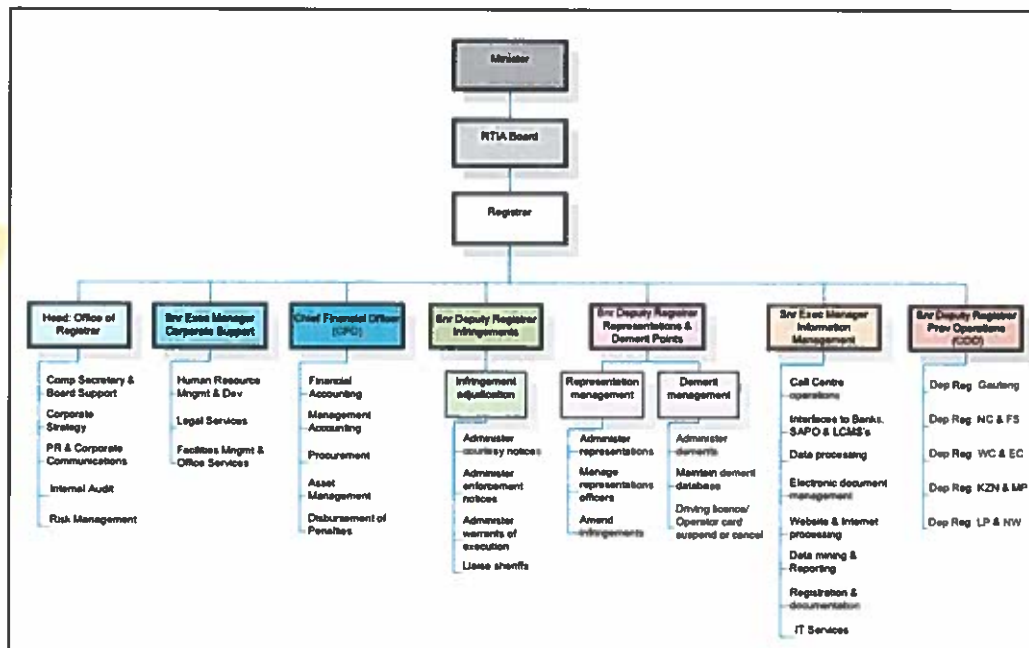 Minister
RTIA Board
Registrar
Head: Office of
Registrar
Comp Secretary &
Board Support
Corporate
Strategy
PR & Corporate
Communications
Internal Audit
Risk Management
Snr Exec Manager
Corporate Support
Human Resource
Mngmt & Dev
Legal Services
Facilities Mngmt &
Office Services
Chief Financial Officer
(CFO)
Financial
Accounting
Management
Accounting
Procurement
Asset
Management
Disbursement of
Penalties
Snr Deputy Registrar
Infringements
Infringement
adjudication
Administer
courtesy notices
Administer
enforcement
notices
Administer
warrants of
execution
Liaise sheriffs
Snr Deputy Registrar
Representations &
Demerit Points
Representation
management
Administer
representations
Manage
representations
officers
Amend
infringements
Demerit
management
Administer
demerits
Maintain demerit
database
Driving licence/
Operator card
suspend or cancel
Snr Exec Manager
Information
Management
Call Centre
operations
Interfaces to Banks,
SAPO & LCMS's
Data processing
Electronic document
management
Website & Internet
processing
Data mining &
Reporting
Registration &
documentation
IT Services
Snr Deputy Registrar
Prov Operations
(COO)
Dep Reg Gauteng
Dep Reg NC & FS
Dep Reg WC & EC
Dep Reg KZN & MP
Dep Reg LP & NW